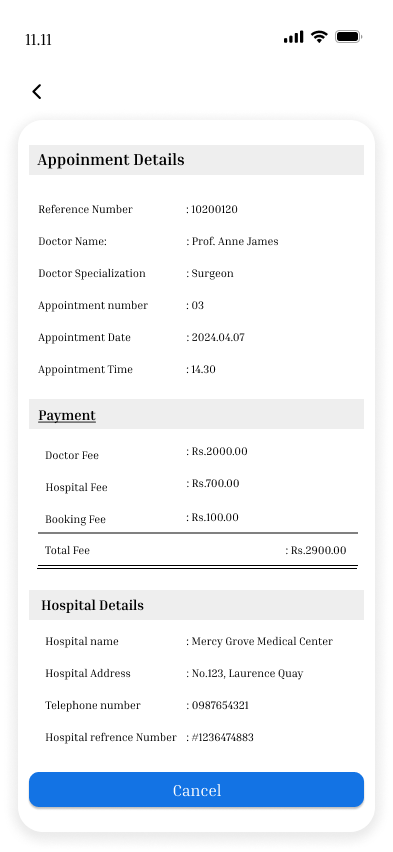 11.11
Appoinment Details
Reference Number : 10200120
Doctor Name: : Prof. Anne James
Doctor Specialization : Surgeon
Appointment number : 03
Appointment Date : 2024.04.07
Appointment Time : 14.30
Payment
Doctor Fee : Rs.2000.00
Hospital Fee : Rs.700.00
Booking Fee : Rs.100.00
Total Fee : Rs.2900.00
Hospital Details
Hospital name : Mercy Grove Medical Center
Hospital Address : No.123, Laurence Quay
Telephone number : 0987654321
Hospital refrence Number : #1236474883
Cancel